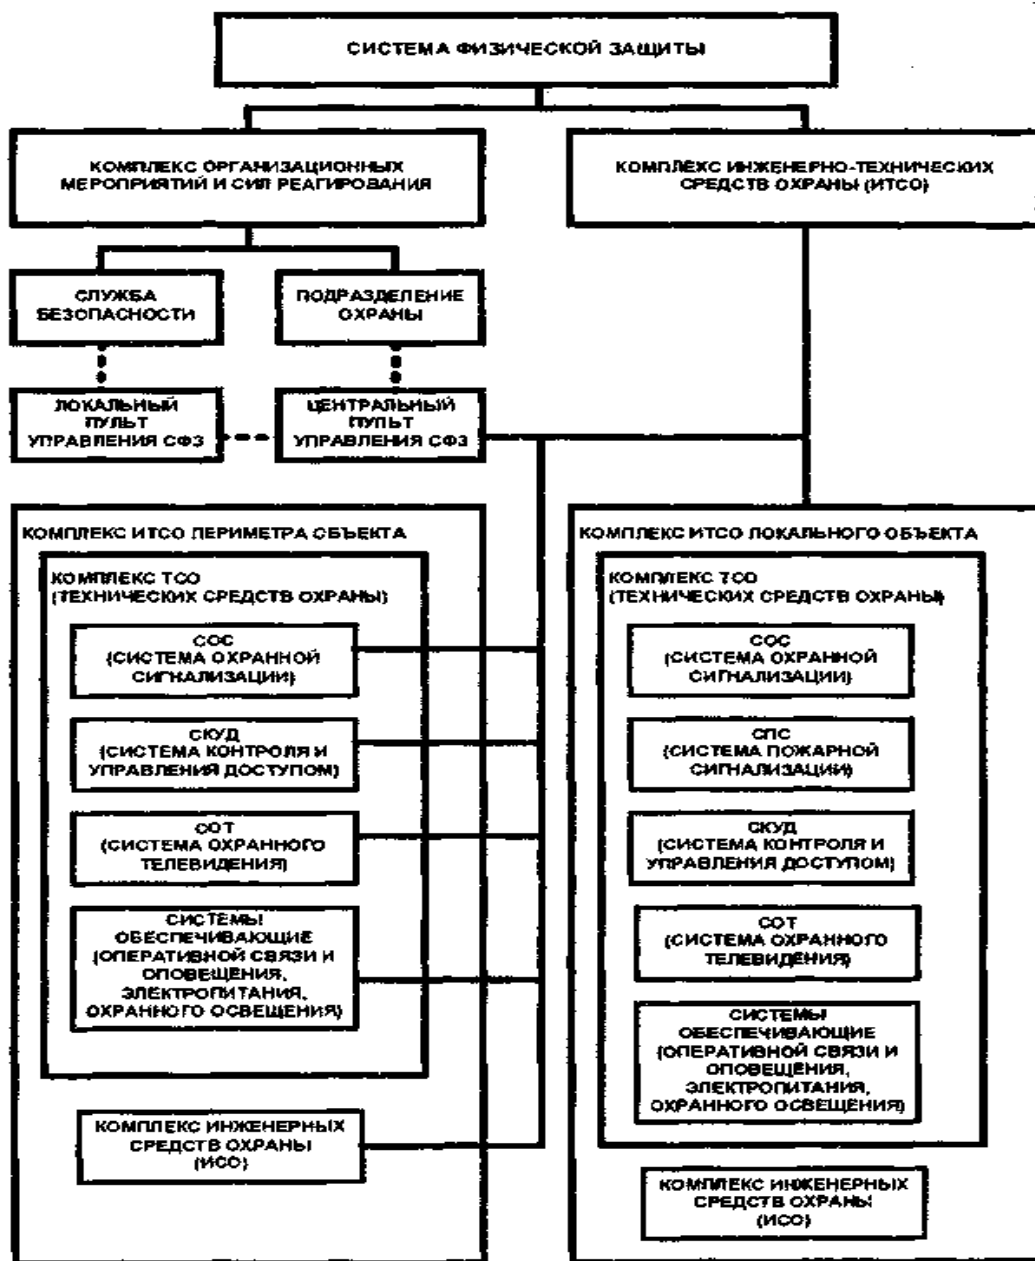 СИСТЕМА ФИЗИЧЕСКОЙ ЗАЩИТЫ
КОМПЛЕКС ОРГАНИЗАЦИОННЫХ
МЕРОПРИЯТИЙ И СИЛ РЕАГИРОВАНИЯ
КОМПЛЕКС ИНЖЕНЕРНО-ТЕХНИЧЕСКИХ
СРЕДСТВ ОХРАНЫ (ИТСО)
СЛУЖБА
БЕЗОПАСНОСТИ
ПОДРАЗДЕЛЕНИЕ
ОХРАНЫ
ЛОКАЛЬНЫЙ
ПУЛЬТ
УПРАВЛЕНИЯ СФЗ
ЦЕНТРАЛЬНЫЙ
ПУЛЬТ
УПРАВЛЕНИЯ СФЗ
КОМПЛЕКС ИТСО ПЕРИМЕТРА ОБЪЕКТА
КОМПЛЕКС ТСО
(ТЕХНИЧЕСКИХ СРЕДСТВ ОХРАНЫ)
СОС
(СИСТЕМА ОХРАННОЙ
СИГНАЛИЗАЦИИ)
СКУД
(СИСТЕМА КОНТРОЛЯ И
УПРАВЛЕНИЯ ДОСТУПОМ)
СОТ
(СИСТЕМА ОХРАННОГО
ТЕЛЕВИДЕНИЯ)
СИСТЕМЫ
ОБЕСПЕЧИВАЮЩИЕ
(ОПЕРАТИВНОЙ СВЯЗИ И
ОПОВЕЩЕНИЯ,
ЭЛЕКТРОПИТАНИЯ,
ОХРАННОГО ОСВЕЩЕНИЯ)
КОМПЛЕКС ИНЖЕНЕРНЫХ
СРЕДСТВ ОХРАНЫ
(ИСО)
КОМПЛЕКС ИТСО ЛОКАЛЬНОГО ОБЪЕКТА
КОМПЛЕКС ТСО
(ТЕХНИЧЕСКИХ СРЕДСТВ ОХРАНЫ)
СОС
(СИСТЕМА ОХРАННОЙ
СИГНАЛИЗАЦИИ)
СПС
(СИСТЕМА ПОЖАРНОЙ
СИГНАЛИЗАЦИИ)
СКУД
(СИСТЕМА КОНТРОЛЯ И
УПРАВЛЕНИЯ ДОСТУПОМ)
СОТ
(СИСТЕМА ОХРАННОГО
ТЕЛЕВИДЕНИЯ)
СИСТЕМЫ
ОБЕСПЕЧИВАЮЩИЕ
(ОПЕРАТИВНОЙ СВЯЗИ И
ОПОВЕЩЕНИЯ,
ЭЛЕКТРОПИТАНИЯ,
ОХРАННОГО ОСВЕЩЕНИЯ)
КОМПЛЕКС ИНЖЕНЕРНЫХ
СРЕДСТВ ОХРАНЫ
(ИСО)